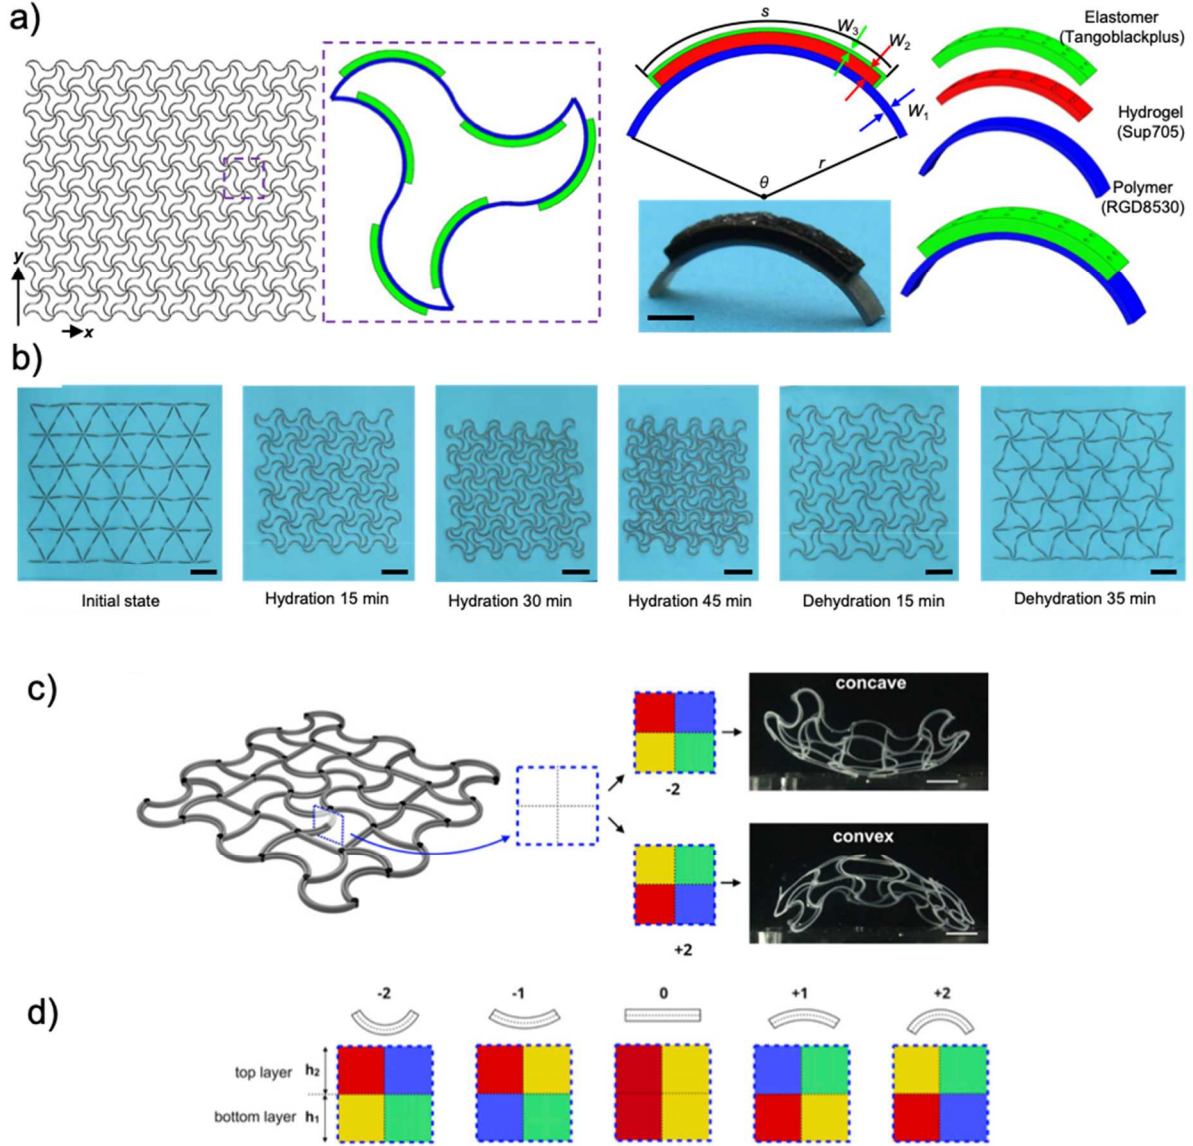 a)
y
x
s
W3
W2
W1
r
θ
Elastomer
(Tangoblackplus)
Hydrogel
(Sup705)
Polymer
(RGD8530)
b)
Initial state
Hydration 15 min
Hydration 30 min
Hydration 45 min
Dehydration 15 min
Dehydration 35 min
c)
-2
concave
+2
convex
d)
-2
-1
0
+1
+2
top layer h2
bottom layer h1